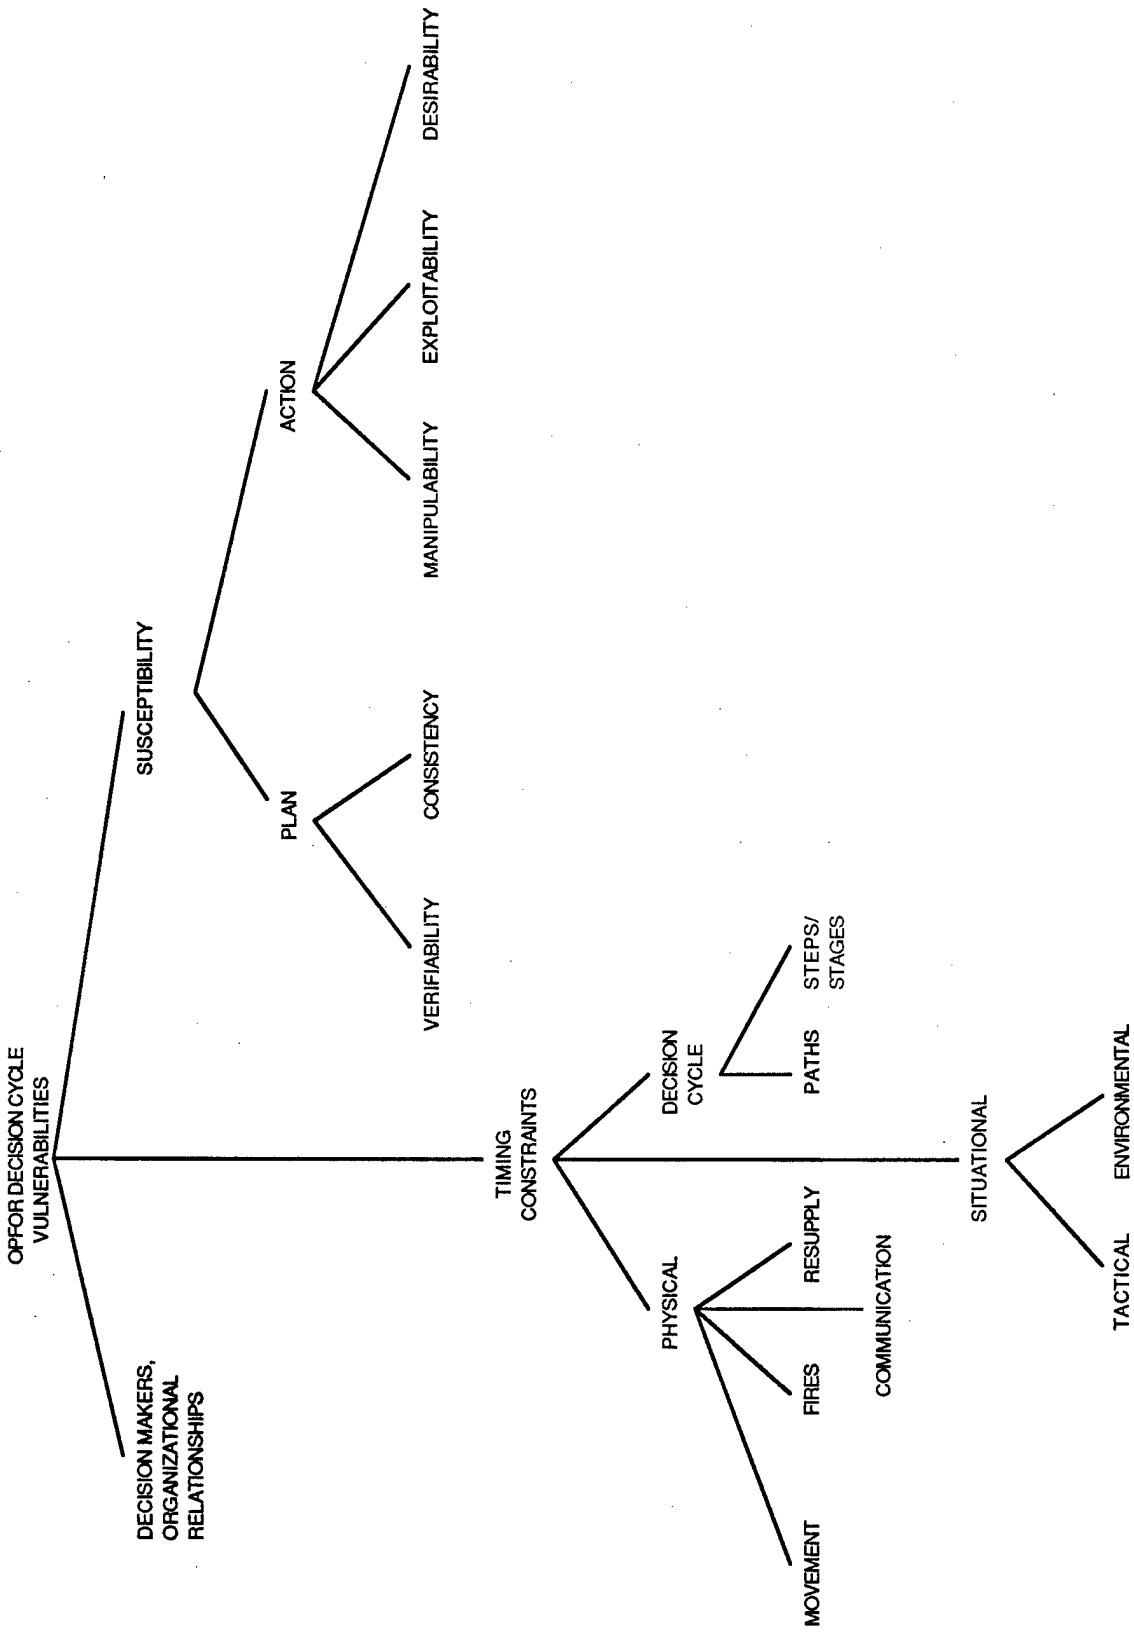 OPFOR DECISION CYCLE
VULNERABILITIES
DECISION MAKERS,
ORGANIZATIONAL
RELATIONSHIPS
SUSCEPTIBILITY
PLAN
ACTION
VERIFIABILITY
CONSISTENCY
MANIPULABILITY
EXPLOITABILITY
DESIRABILITY
TIMING
CONSTRAINTS
PHYSICAL
DECISION
CYCLE
MOVEMENT
FIRES
RESUPPLY
PATHS
STEPS/
STAGES
COMMUNICATION
SITUATIONAL
TACTICAL
ENVIRONMENTAL